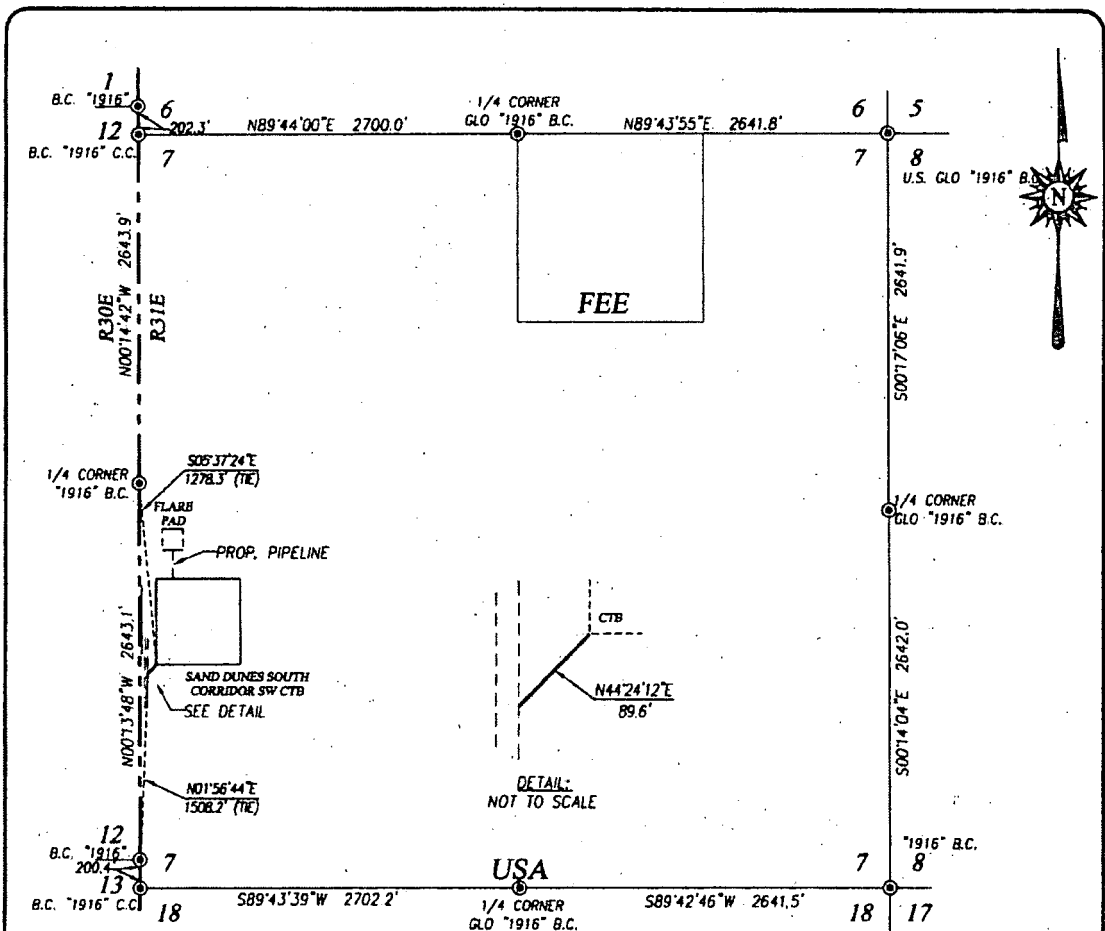 1
B.C. "1916"
6
202.3'
12
B.C. "1916" C.C.
7
N89°44'00"E 2700.0'
1/4 CORNER
GLO "1916" B.C.
N89°43'55"E 2641.8'
6
5
7
8
U.S. GLO "1916" B.C.
N
R30E
R31E
N00°14'42"W 2643.9'
FEE
S00°17'06"E 2641.9'
1/4 CORNER
"1916" B.C.
S05°37'24"E
1278.3' (TIE)
FLARE
PAD
PROP. PIPELINE
1/4 CORNER
GLO "1916" B.C.
N00°13'48"W 2643.1'
SAND DUNES SOUTH
CORRIDOR SW CTB
SEE DETAIL
CTB
N44°24'12"E
89.6'
DETAIL:
NOT TO SCALE
S00°14'04"E 2642.0'
N01°56'44"E
1508.2' (TIE)
12
B.C. "1916"
200.4'
7
13
B.C. "1916" C.C.
18
S89°43'39"W 2702.2'
USA
1/4 CORNER
GLO "1916" B.C.
S89°42'46"W 2641.5'
"1916" B.C.
7
8
18
17